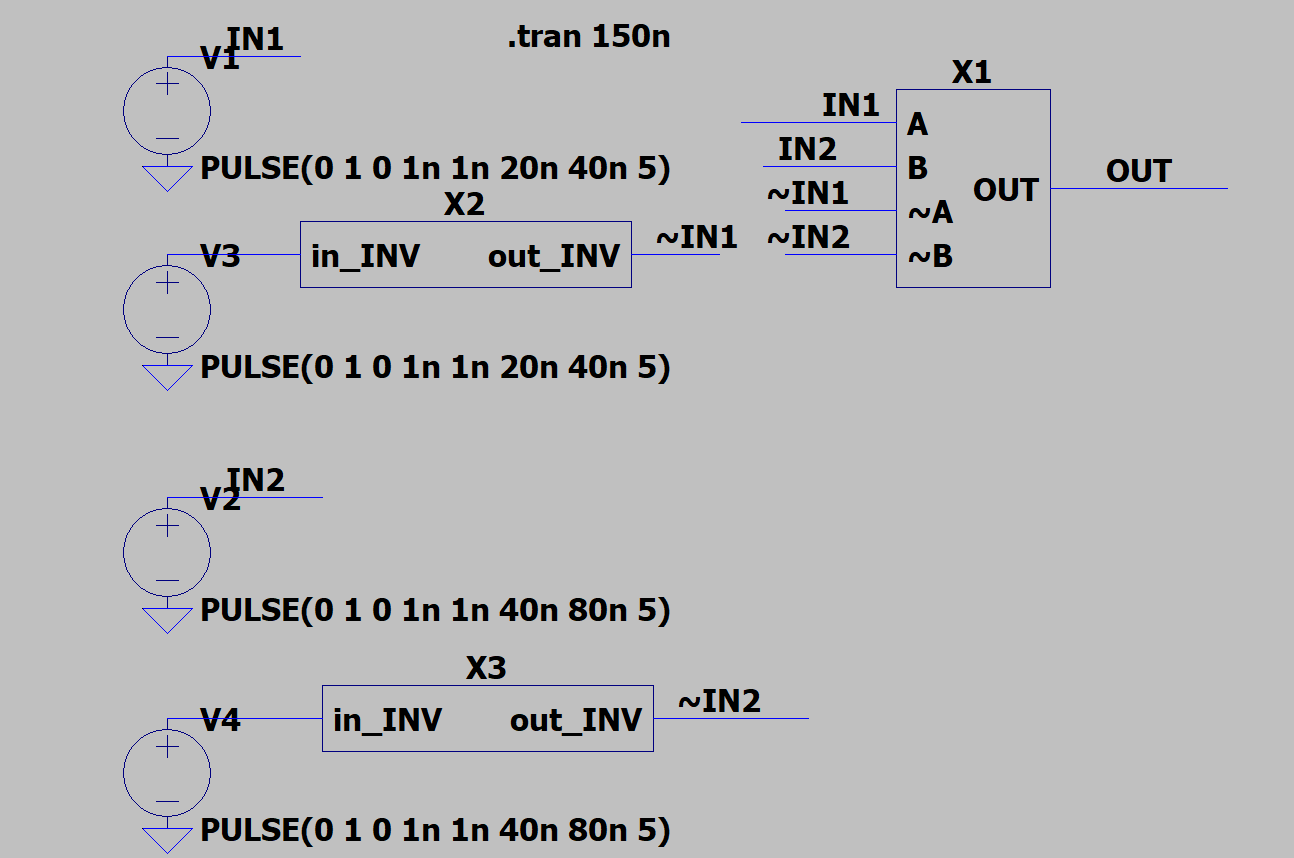 IN1
V1
.tran 150n
PULSE(0 1 0 1n 1n 20n 40n 5)
X1
IN1
A
IN2
B
~IN1
~A
~IN2
~B
OUT
OUT
X2
V3
in_INV
out_INV
~IN1
PULSE(0 1 0 1n 1n 20n 40n 5)
IN2
V2
PULSE(0 1 0 1n 1n 40n 80n 5)
X3
V4
in_INV
out_INV
~IN2
PULSE(0 1 0 1n 1n 40n 80n 5)